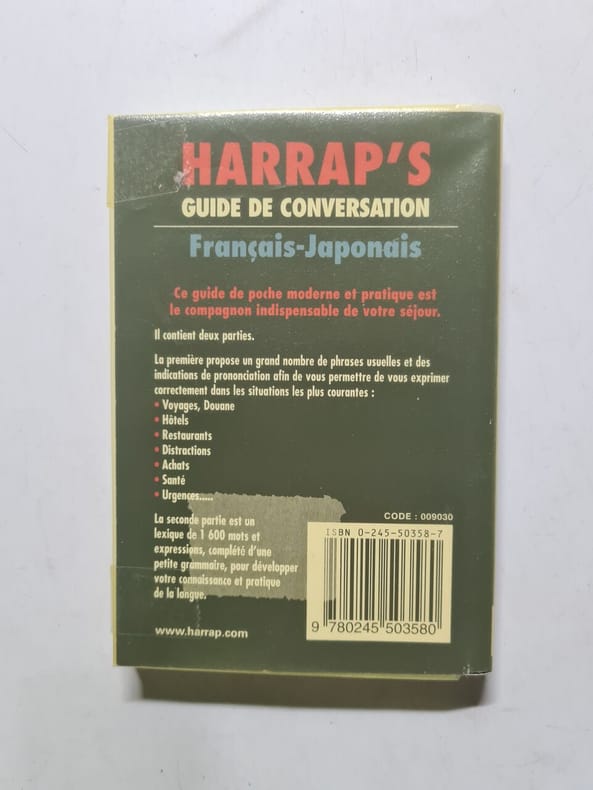 HARRAP'S
GUIDE DE CONVERSATION
Français-Japonais
Ce guide de poche moderne et pratique est
le compagnon indispensable de votre séjour.
Il contient deux parties.
La première propose un grand nombre de phrases usuelles et des
indications de prononciation afin de vous permettre de vous exprimer
correctement dans les situations les plus courantes :
• Voyages, Douane
• Hôtels
• Restaurants
• Distractions
• Achats
• Santé
• Urgences.....
La seconde partie est un
lexique de 1 600 mots et
expressions, complété d'une
petite grammaire, pour développer
votre connaissance et pratique
de la langue.
www.harrap.com
CODE : 009030
ISBN 0-245-50358-7
9 780245 503580